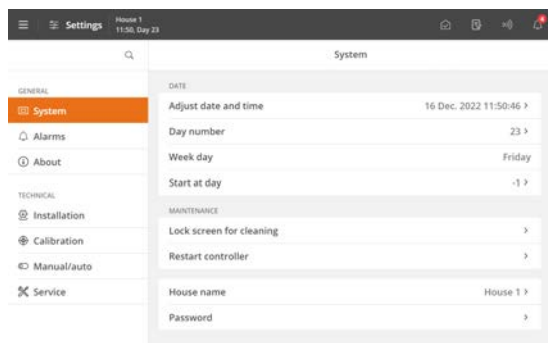 Settings
House 1
11:50, Day 23
System
GENERAL
System
Alarms
About
TECHNICAL
Installation
Calibration
Manual/auto
Service
DATE
Adjust date and time 16 Dec. 2022 11:50:46 >
Day number 23 >
Week day Friday
Start at day -1 >
MAINTENANCE
Lock screen for cleaning >
Restart controller >
House name House 1 >
Password >